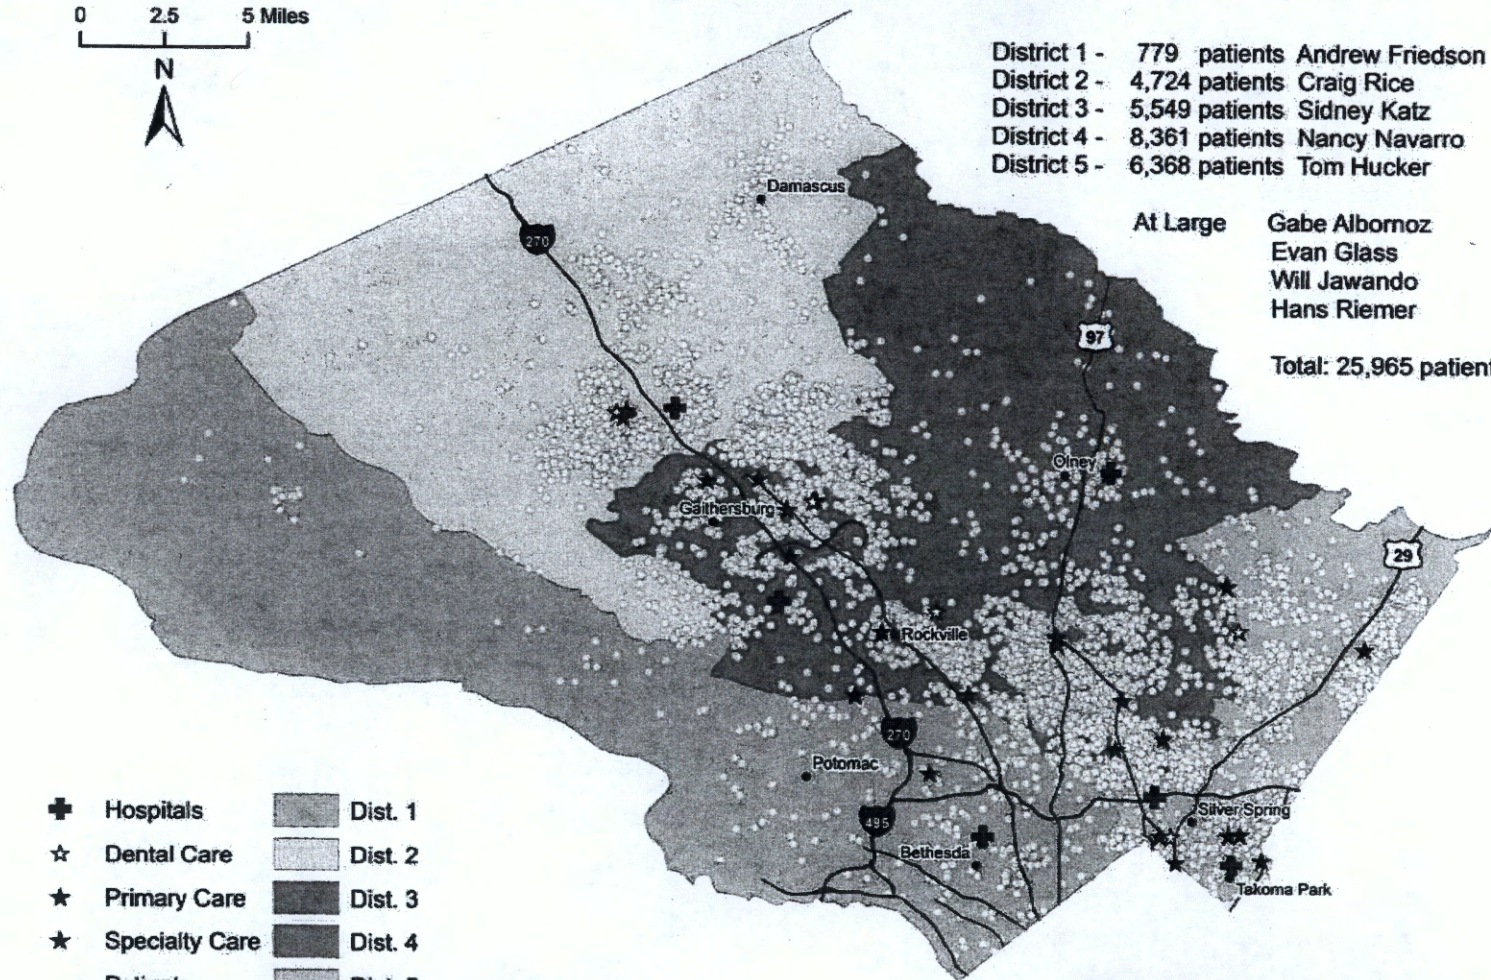 0 2.5 5 Miles
N
District 1 - 779 patients Andrew Friedson
District 2 - 4,724 patients Craig Rice
District 3 - 5,549 patients Sidney Katz
District 4 - 8,361 patients Nancy Navarro
District 5 - 6,368 patients Tom Hucker
At Large Gabe Albornoz
Evan Glass
Will Jawando
Hans Riemer
Total: 25,965 patient
Damascus
270
97
Olney
Gaithersburg
29
Rockville
270
Potomac
495
Silver Spring
Bethesda
Takoma Park
Hospitals Dist. 1
Dental Care Dist. 2
Primary Care Dist. 3
Specialty Care Dist. 4